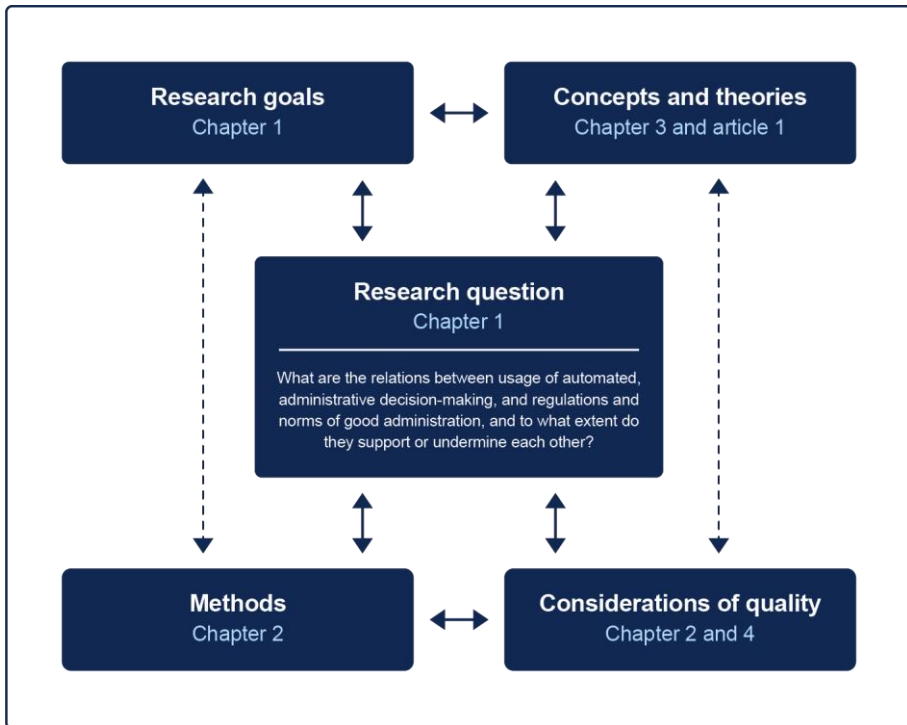 Research goals
Chapter 1
Concepts and theories
Chapter 3 and article 1
Research question
Chapter 1
What are the relations between usage of automated,
administrative decision-making, and regulations and
norms of good administration, and to what extent do
they support or undermine each other?
Methods
Chapter 2
Considerations of quality
Chapter 2 and 4